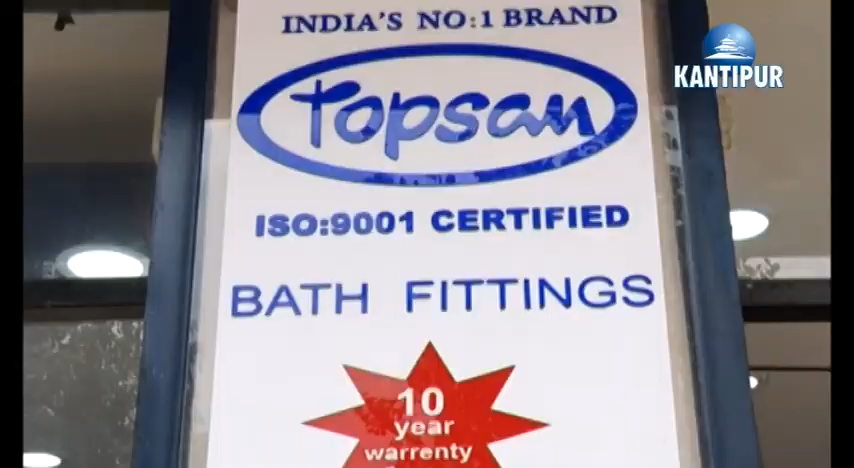 INDIA'S NO:1 BRAND
KANTIPUR
Topsan
ISO:9001 CERTIFIED
BATH FITTINGS
10
year
warrenty